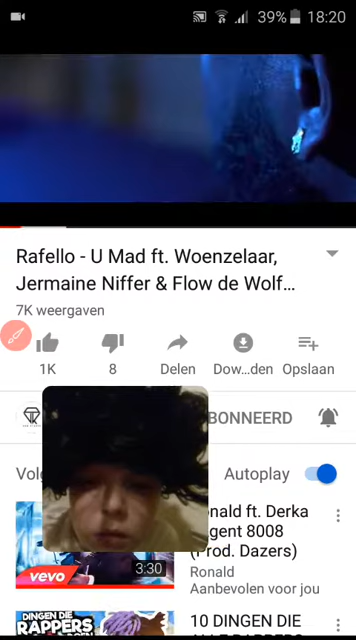 39% 18:20
Rafello - U Mad ft. Woenzelaar,
Jermaine Niffer & Flow de Wolf...
7K weergaven
1K 8 Delen Dow...den Opslaan
BONNEERD
Autoplay
onald ft. Derka
gent 8008
(Prod. Dazers)
Ronald
Aanbevolen voor jou
vevo 3:30
DINGEN DIE
RAPPERS
10 DINGEN DIE